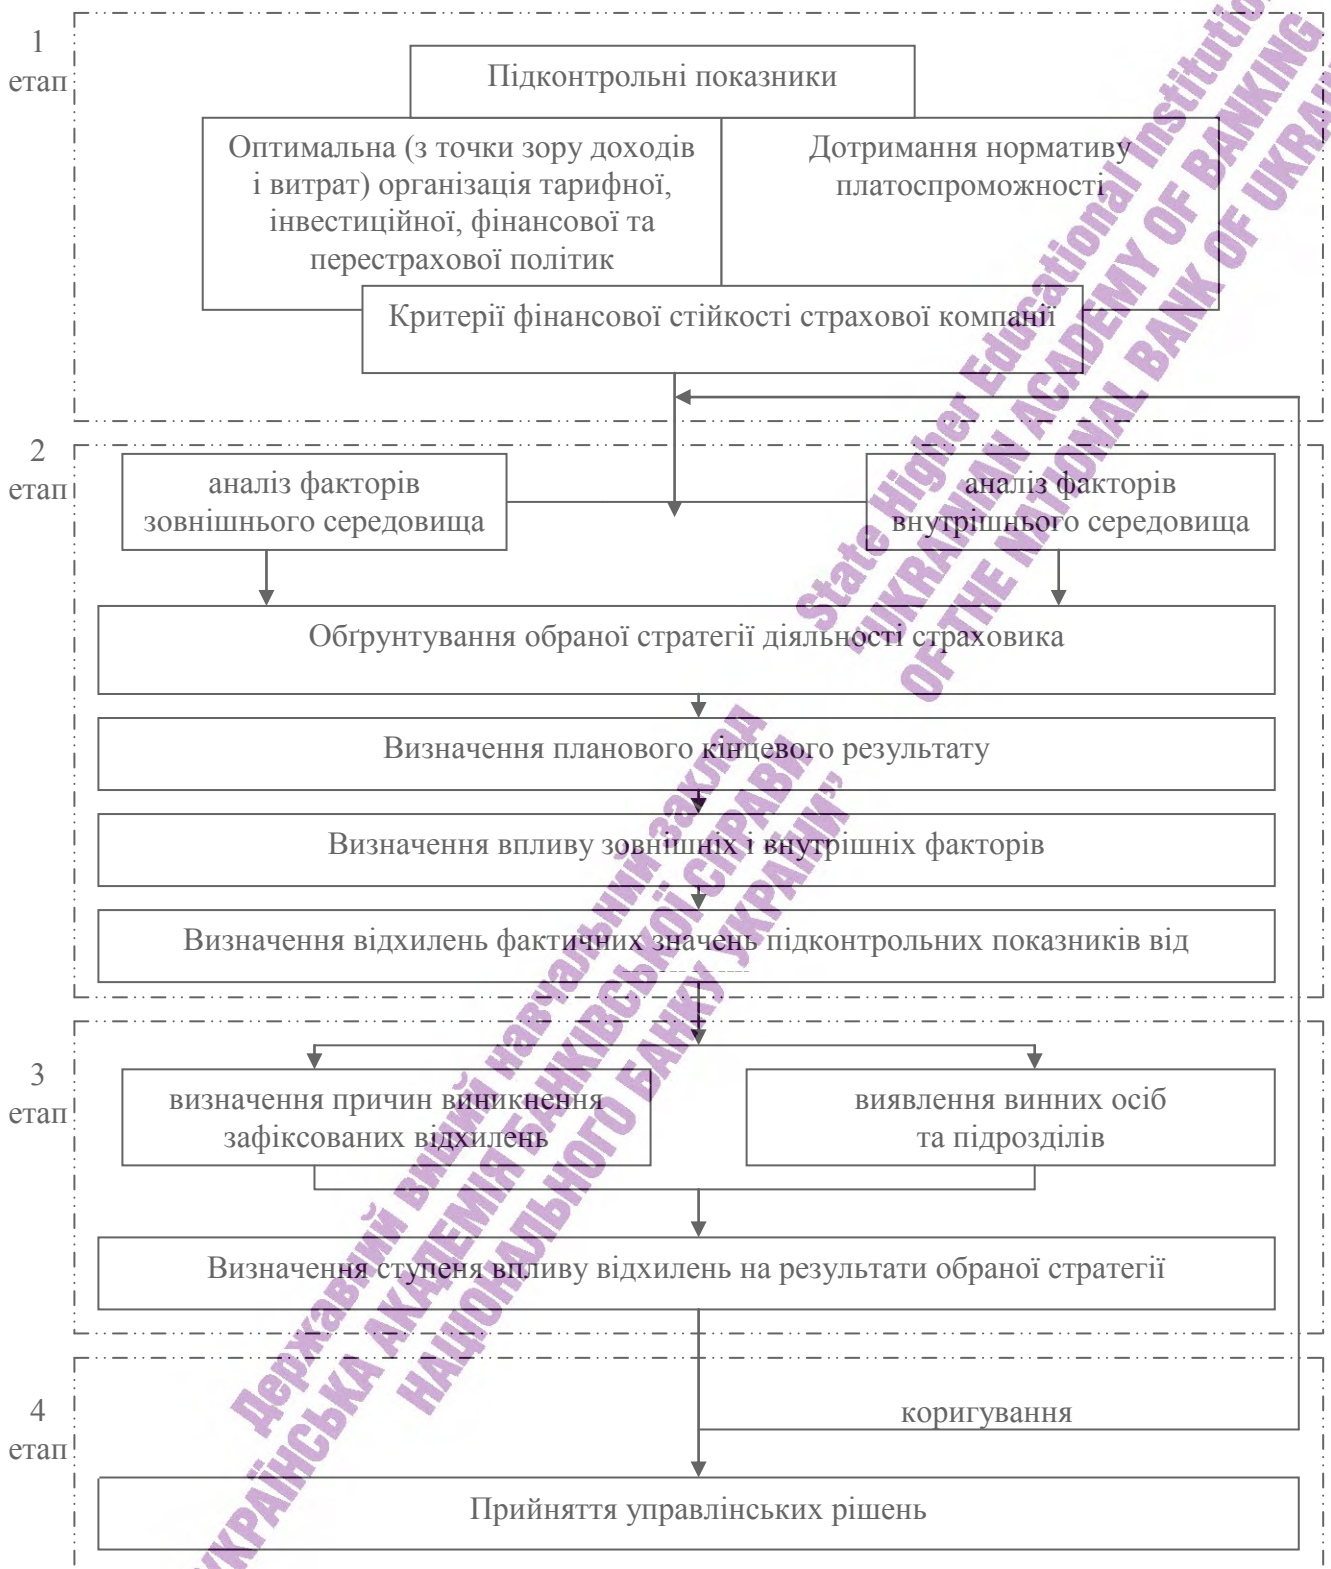 1
етап
Підконтрольні показники
Оптимальна (з точки зору доходів
і витрат) організація тарифної,
інвестиційної, фінансової та
перестрахової політик
Дотримання нормативу
платоспроможності
Критерії фінансової стійкості страхової компанії
2
етап
аналіз факторів
зовнішнього середовища
аналіз факторів
внутрішнього середовища
Обґрунтування обраної стратегії діяльності страховика
Визначення планового кінцевого результату
Визначення впливу зовнішніх і внутрішніх факторів
Визначення відхилень фактичних значень підконтрольних показників від
3
етап
визначення причин виникнення
зафіксованих відхилень
виявлення винних осіб
та підрозділів
Визначення ступеня впливу відхилень на результати обраної стратегії
4
етап
коригування
Прийняття управлінських рішень
Державний вищий навчальний заклад
УКРАЇНСЬКА АКАДЕМІЯ БАНКІВСЬКОЇ СПРАВИ
НАЦІОНАЛЬНОГО БАНКУ УКРАЇНИ”
State Higher Educational Institution
“UKRAINIAN ACADEMY OF BANKING
OF THE NATIONAL BANK OF